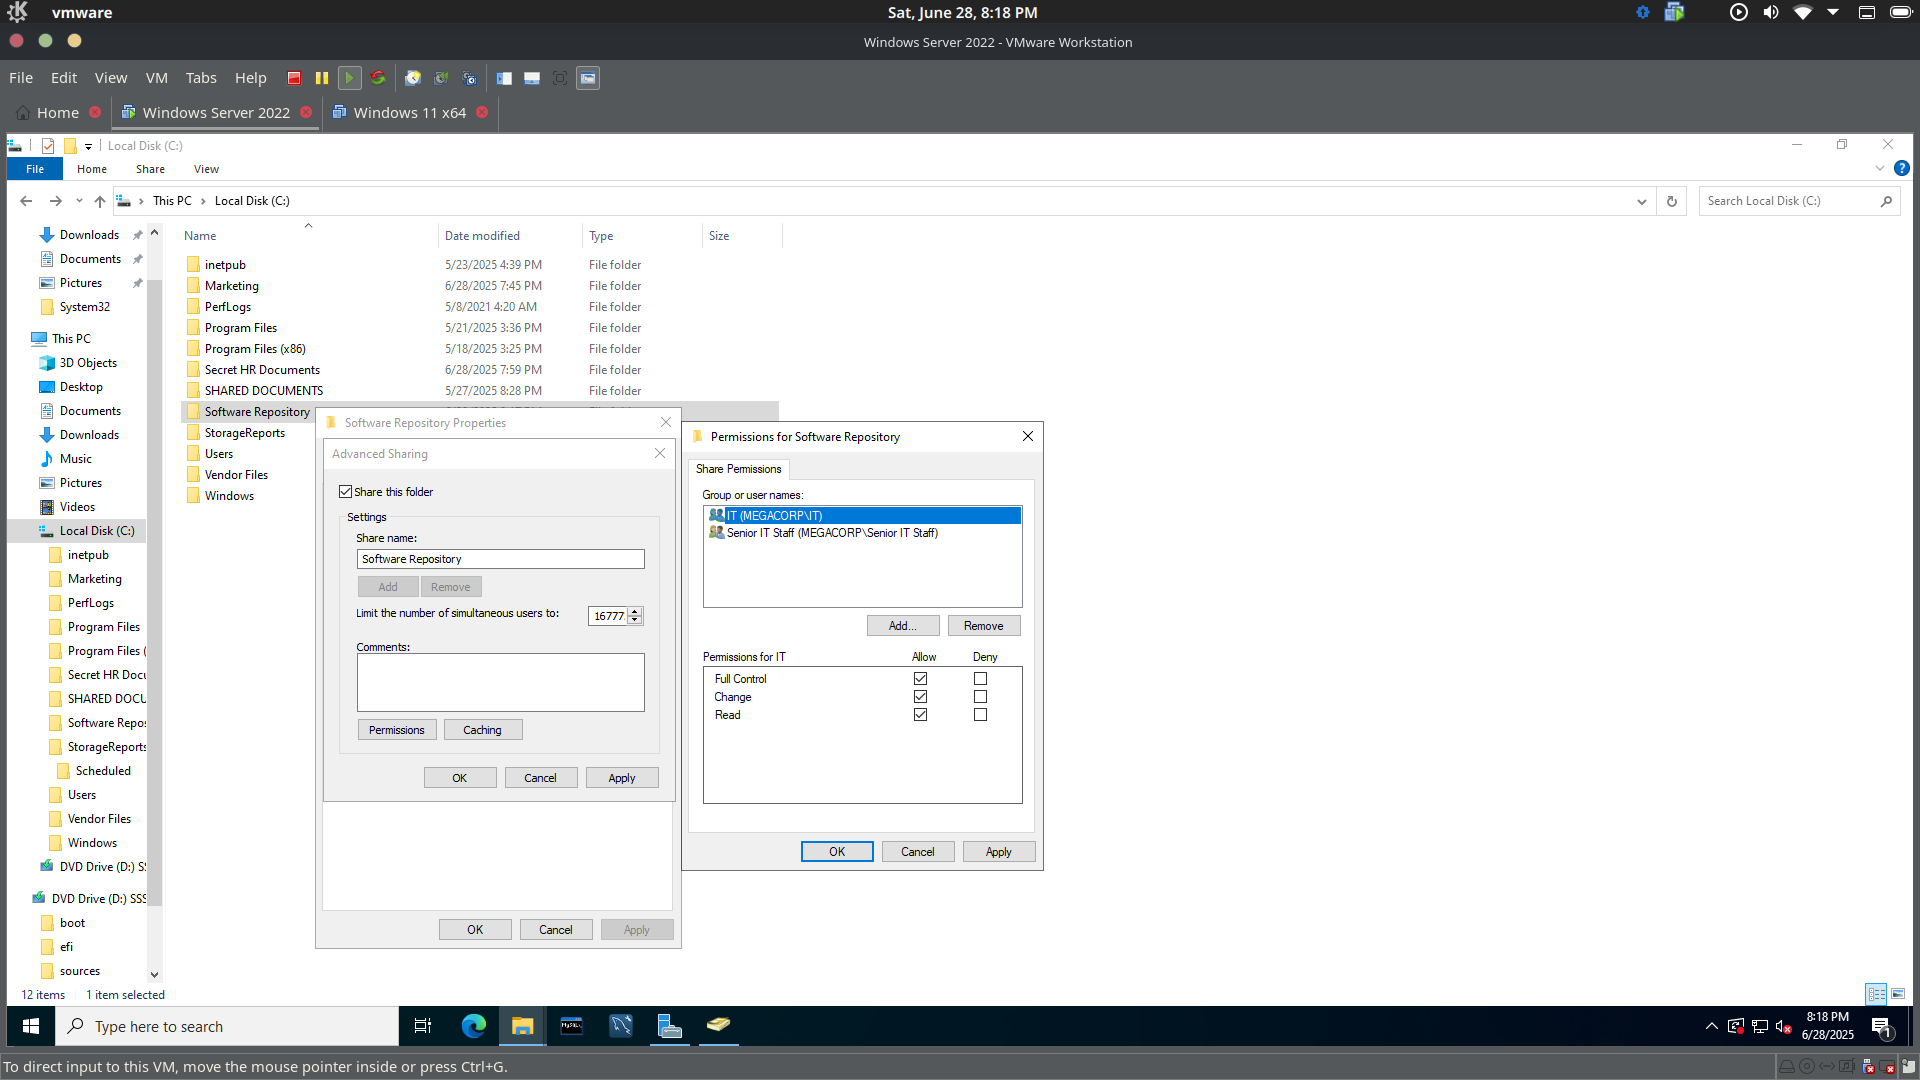 vmware
Sat, June 28, 8:18 PM
Windows Server 2022 - VMware Workstation
File Edit View VM Tabs Help
Home Windows Server 2022 Windows 11 x64
Local Disk (C:)
File Home Share View
This PC > Local Disk (C:)
Search Local Disk (C:)
Downloads
Documents
Pictures
System32
This PC
3D Objects
Desktop
Documents
Downloads
Music
Pictures
Videos
Local Disk (C:)
inetpub
Marketing
PerfLogs
Program Files
Program Files (
Secret HR Docu
SHARED DOCU
Software Repos
StorageReports
Scheduled
Users
Vendor Files
Windows
DVD Drive (D:) S
DVD Drive (D:) SSS
boot
efi
sources
Name Date modified Type Size
inetpub 5/23/2025 4:39 PM File folder
Marketing 6/28/2025 7:45 PM File folder
PerfLogs 5/8/2021 4:20 AM File folder
Program Files 5/21/2025 3:36 PM File folder
Program Files (x86) 5/18/2025 3:25 PM File folder
Secret HR Documents 6/28/2025 7:59 PM File folder
SHARED DOCUMENTS 5/27/2025 8:28 PM File folder
Software Repository
StorageReports
Users
Vendor Files
Windows
Software Repository Properties
Advanced Sharing
Share this folder
Settings
Share name:
Software Repository
Add Remove
Limit the number of simultaneous users to: 16777
Comments:
Permissions Caching
OK Cancel Apply
OK Cancel Apply
Permissions for Software Repository
Share Permissions
Group or user names:
IT (MEGACORP\IT)
Senior IT Staff (MEGACORP\Senior IT Staff)
Add... Remove
Permissions for IT Allow Deny
Full Control
Change
Read
OK Cancel Apply
12 items 1 item selected
Type here to search
MySQL
8:18 PM
6/28/2025
1
To direct input to this VM, move the mouse pointer inside or press Ctrl+G.